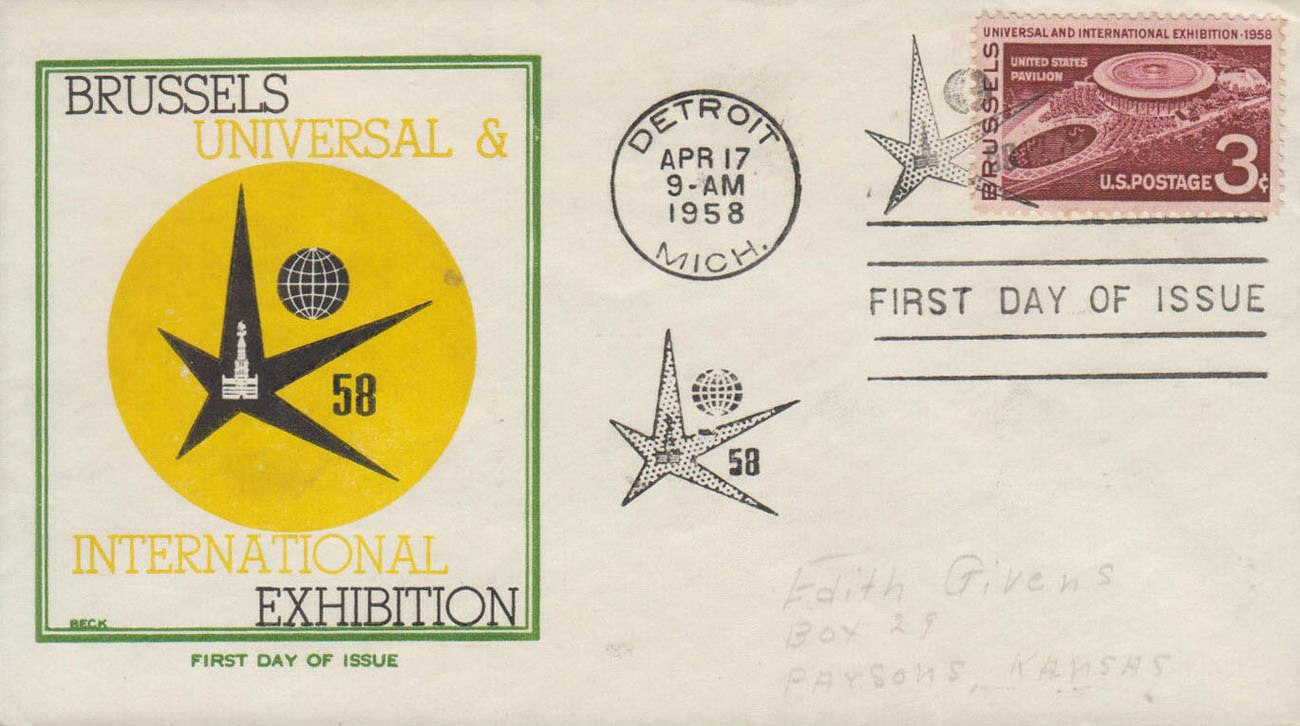 BRUSSELS
UNIVERSAL &
58
INTERNATIONAL
EXHIBITION
BECK
FIRST DAY OF ISSUE
DETROIT
APR 17
9-AM
1958
MICH.
58
UNIVERSAL AND INTERNATIONAL EXHIBITION·1958
BRUSSELS
UNITED STATES
PAVILION
U.S.POSTAGE 3¢
FIRST DAY OF ISSUE
Edith Givens
BOX 29
PARSONS, KANSAS